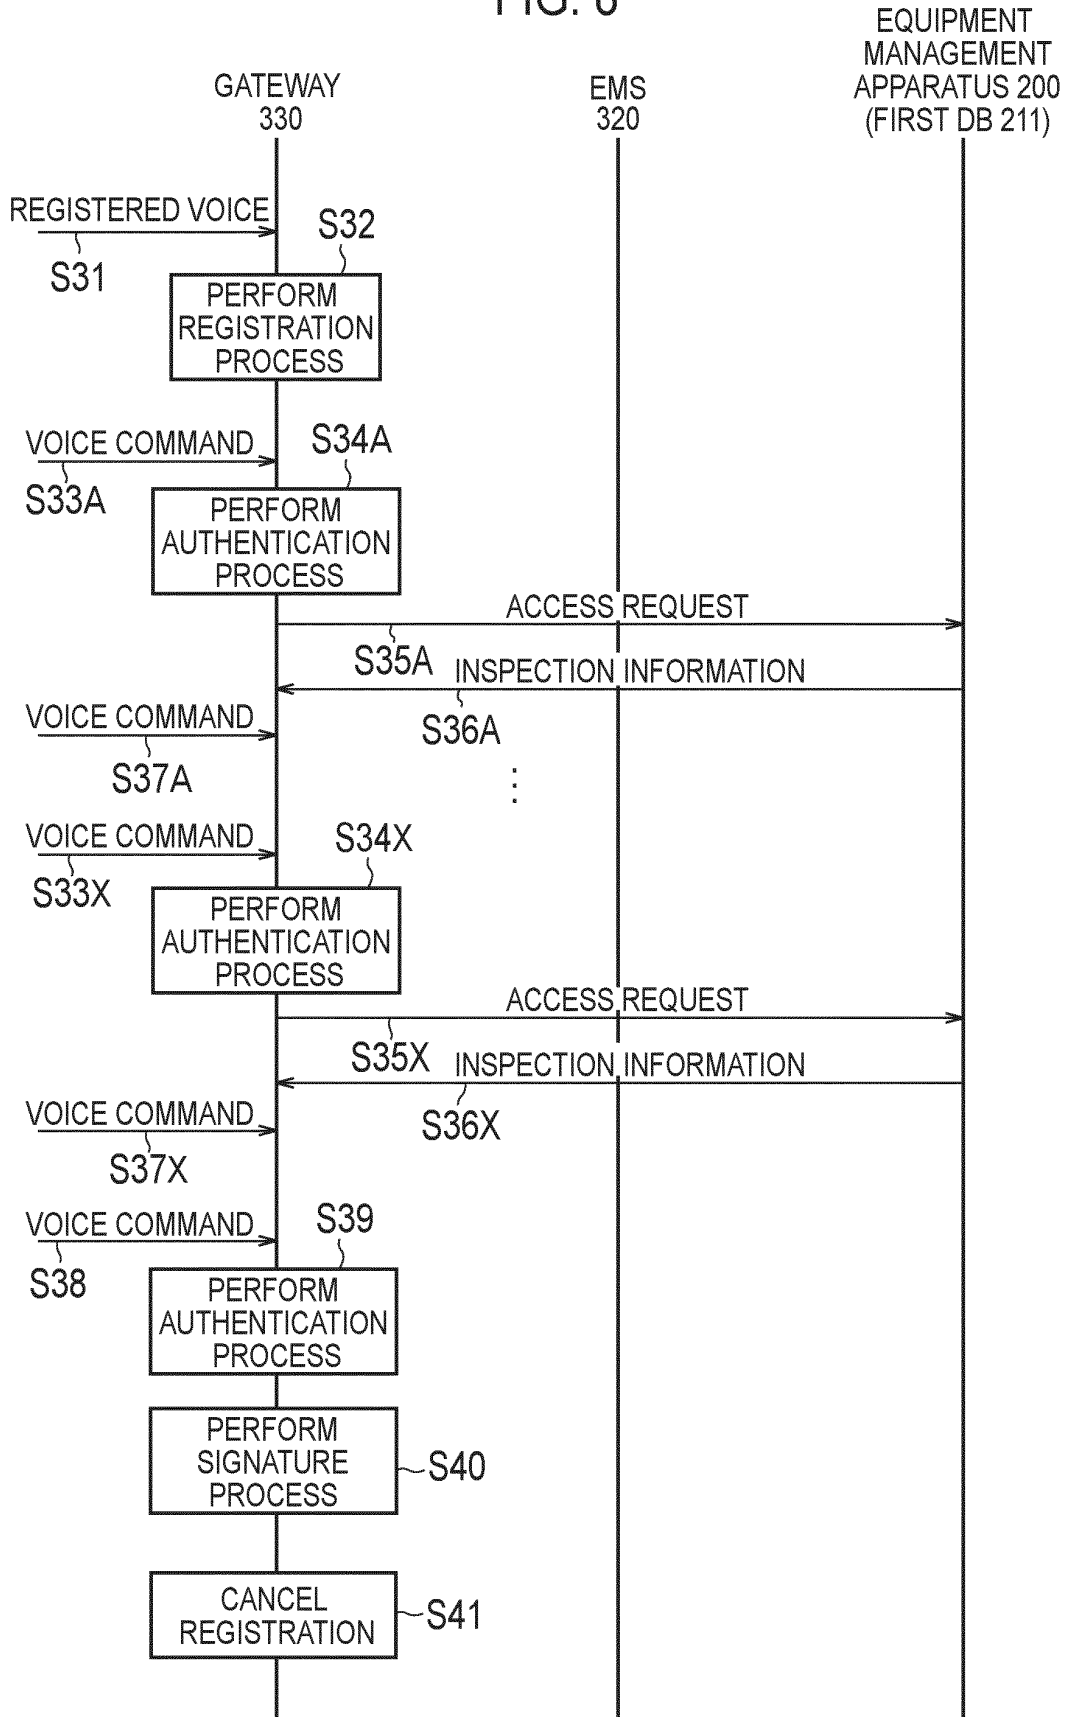 FIG. 6
GATEWAY
330
EMS
320
EQUIPMENT
MANAGEMENT
APPARATUS 200
(FIRST DB 211)
REGISTERED VOICE
S31
S32
PERFORM
REGISTRATION
PROCESS
VOICE COMMAND
S33A
S34A
PERFORM
AUTHENTICATION
PROCESS
ACCESS REQUEST
S35A
INSPECTION INFORMATION
S36A
VOICE COMMAND
S37A
VOICE COMMAND
S33X
S34X
PERFORM
AUTHENTICATION
PROCESS
ACCESS REQUEST
S35X
INSPECTION INFORMATION
S36X
VOICE COMMAND
S37X
VOICE COMMAND
S38
S39
PERFORM
AUTHENTICATION
PROCESS
PERFORM
SIGNATURE
PROCESS
S40
CANCEL
REGISTRATION
S41